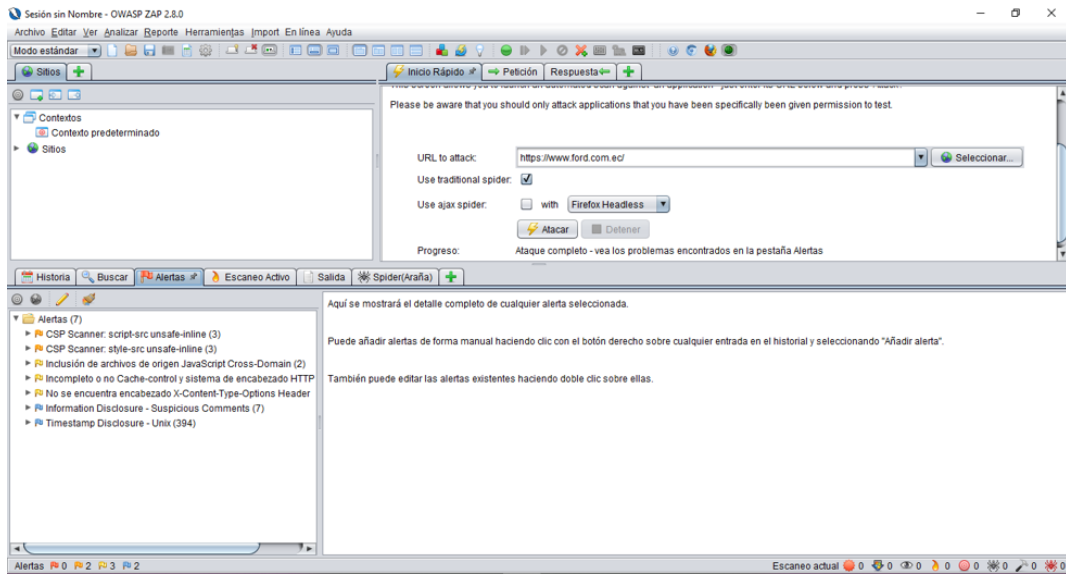 Sesión sin Nombre - OWASP ZAP 2.8.0
Archivo Editar Ver Analizar Reporte Herramientas Import En línea Ayuda
Modo estándar
Sitios
Inicio Rápido
Petición
Respuesta
Contextos
Contexto predeterminado
Sitios
Please be aware that you should only attack applications that you have been specifically been given permission to test.
URL to attack: https://www.ford.com.ec/ Seleccionar...
Use traditional spider:
Use ajax spider: with Firefox Headless
Atacar Detener
Progreso: Ataque completo - vea los problemas encontrados en la pestaña Alertas
Historia Buscar Alertas Escaneo Activo Salida Spider(Araña)
Alertas (7)
CSP Scanner: script-src unsafe-inline (3)
CSP Scanner: style-src unsafe-inline (3)
Inclusión de archivos de origen JavaScript Cross-Domain (2)
Incompleto o no Cache-control y sistema de encabezado HTTP
No se encuentra encabezado X-Content-Type-Options Header
Information Disclosure - Suspicious Comments (7)
Timestamp Disclosure - Unix (394)
Aquí se mostrará el detalle completo de cualquier alerta seleccionada.
Puede añadir alertas de forma manual haciendo clic con el botón derecho sobre cualquier entrada en el historial y seleccionando "Añadir alerta".
También puede editar las alertas existentes haciendo doble clic sobre ellas.
Alertas 0 2 3 2
Escaneo actual 0 0 0 0 0 0 0 0